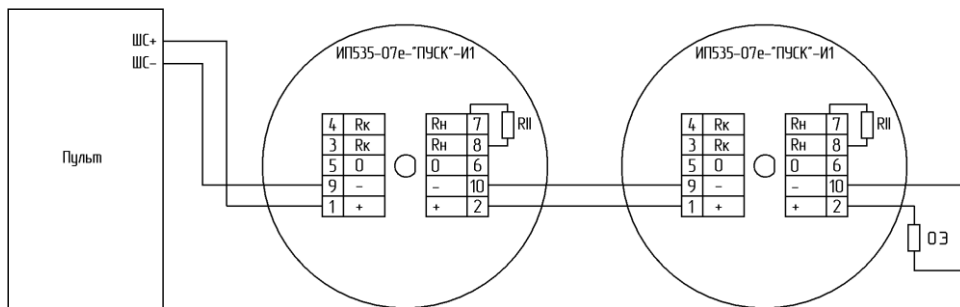 ШС+
ШС-
Пульт
ИП535-07е-"ПУСК"-И1
4 Rк
3 Rк
5 0
9 -
1 +
Rн 7
Rн 8
0 6
- 10
+ 2
RII
ИП535-07е-"ПУСК"-И1
4 Rк
3 Rк
5 0
9 -
1 +
Rн 7
Rн 8
0 6
- 10
+ 2
RII
ОЭ